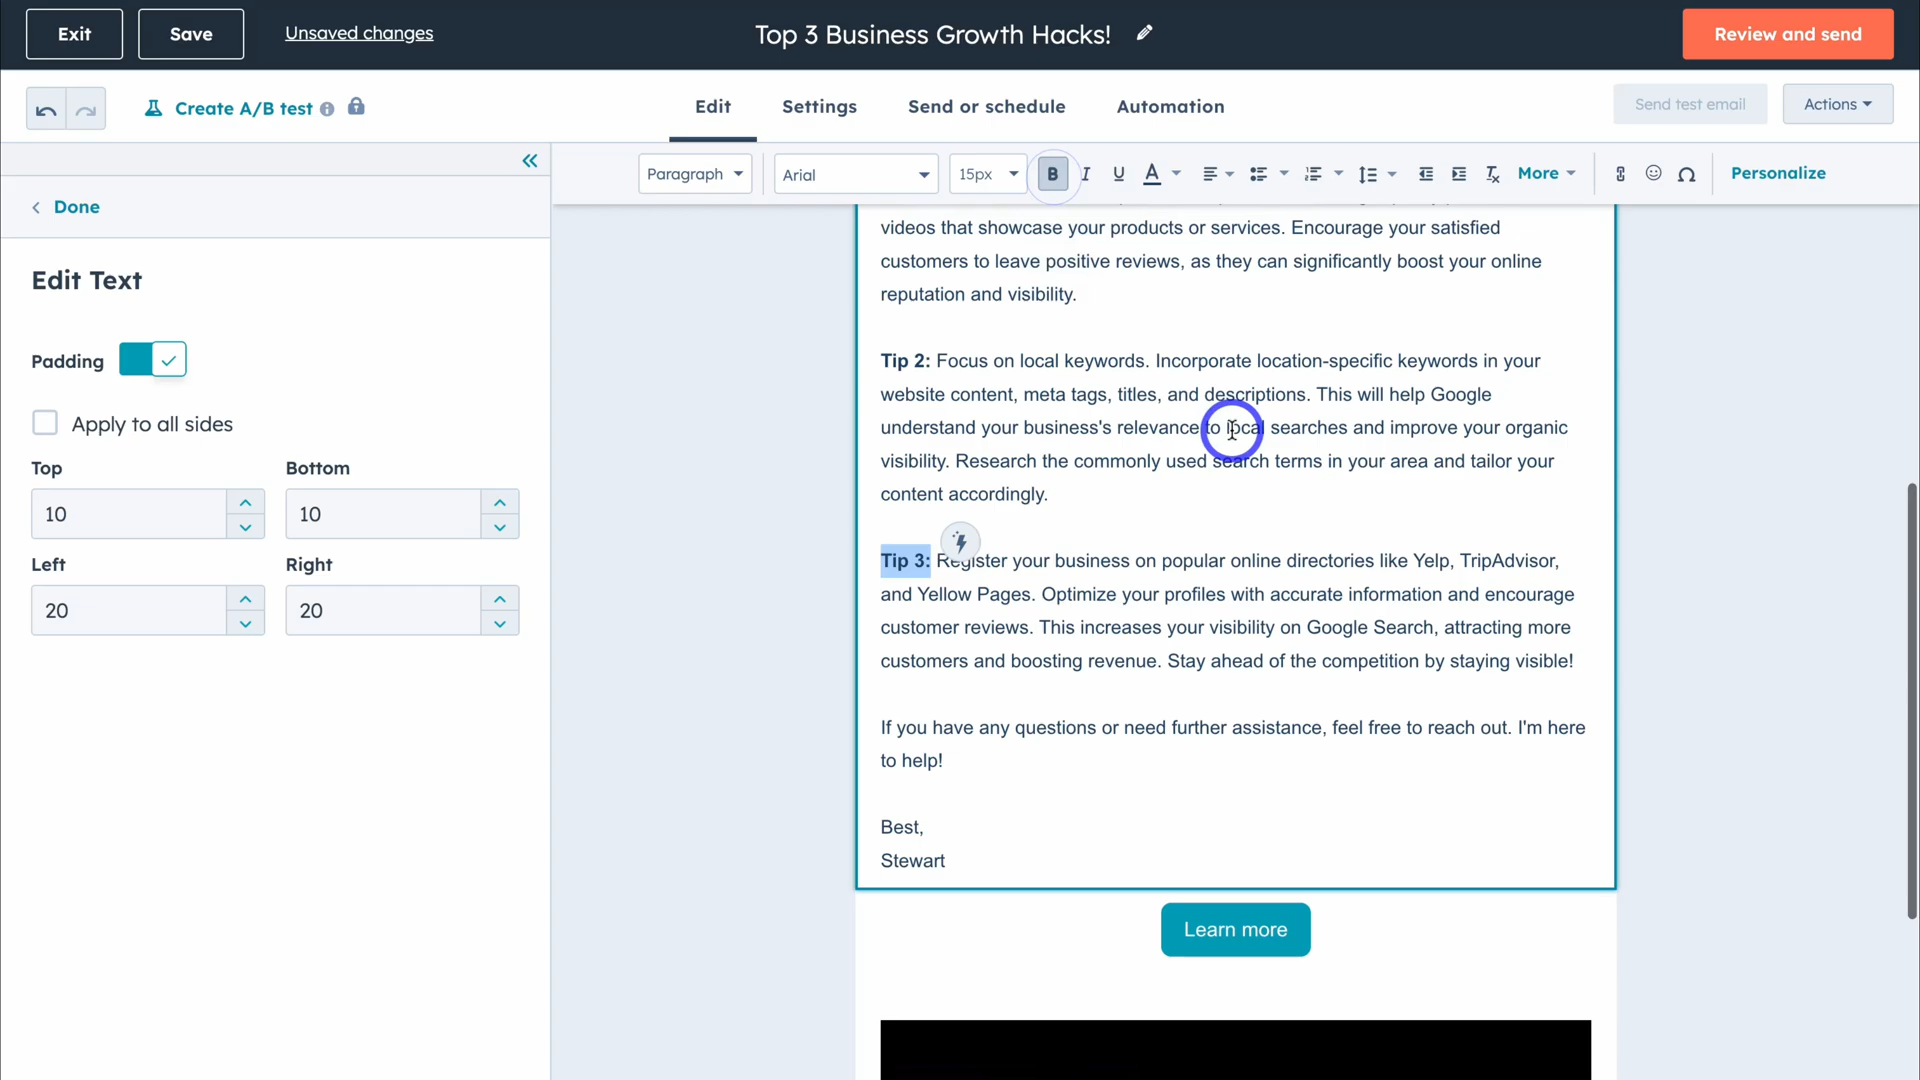 Exit
Save
Unsaved changes
Top 3 Business Growth Hacks!
Review and send
Create A/B test
Edit
Settings
Send or schedule
Automation
Send test email
Actions
Paragraph
Arial
15px
B
I
U
A
More
Personalize
Done
Edit Text
Padding
Apply to all sides
Top
Bottom
10
10
Left
Right
20
20
videos that showcase your products or services. Encourage your satisfied
customers to leave positive reviews, as they can significantly boost your online
reputation and visibility.
Tip 2: Focus on local keywords. Incorporate location-specific keywords in your
website content, meta tags, titles, and descriptions. This will help Google
understand your business's relevance to local searches and improve your organic
visibility. Research the commonly used search terms in your area and tailor your
content accordingly.
Tip 3: Register your business on popular online directories like Yelp, TripAdvisor,
and Yellow Pages. Optimize your profiles with accurate information and encourage
customer reviews. This increases your visibility on Google Search, attracting more
customers and boosting revenue. Stay ahead of the competition by staying visible!
If you have any questions or need further assistance, feel free to reach out. I'm here
to help!
Best,
Stewart
Learn more